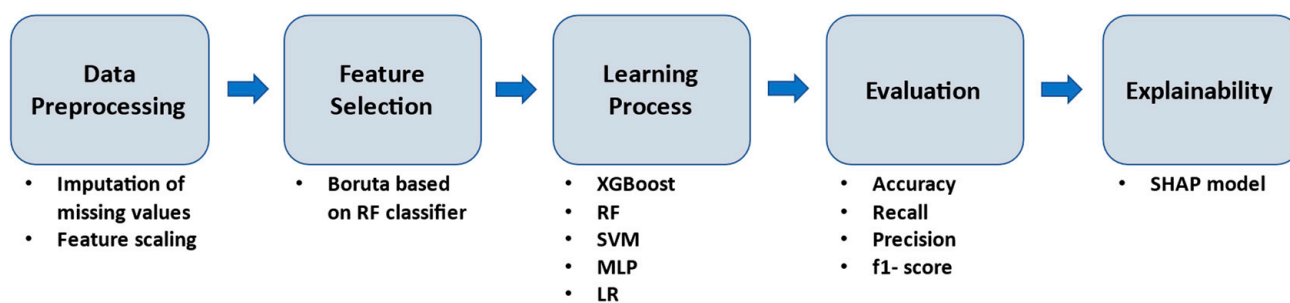 Data
Preprocessing
Feature
Selection
Learning
Process
Evaluation
Explainability
• Imputation of
missing values
• Feature scaling
• Boruta based
on RF classifier
• XGBoost
• RF
• SVM
• MLP
• LR
• Accuracy
• Recall
• Precision
• f1- score
• SHAP model